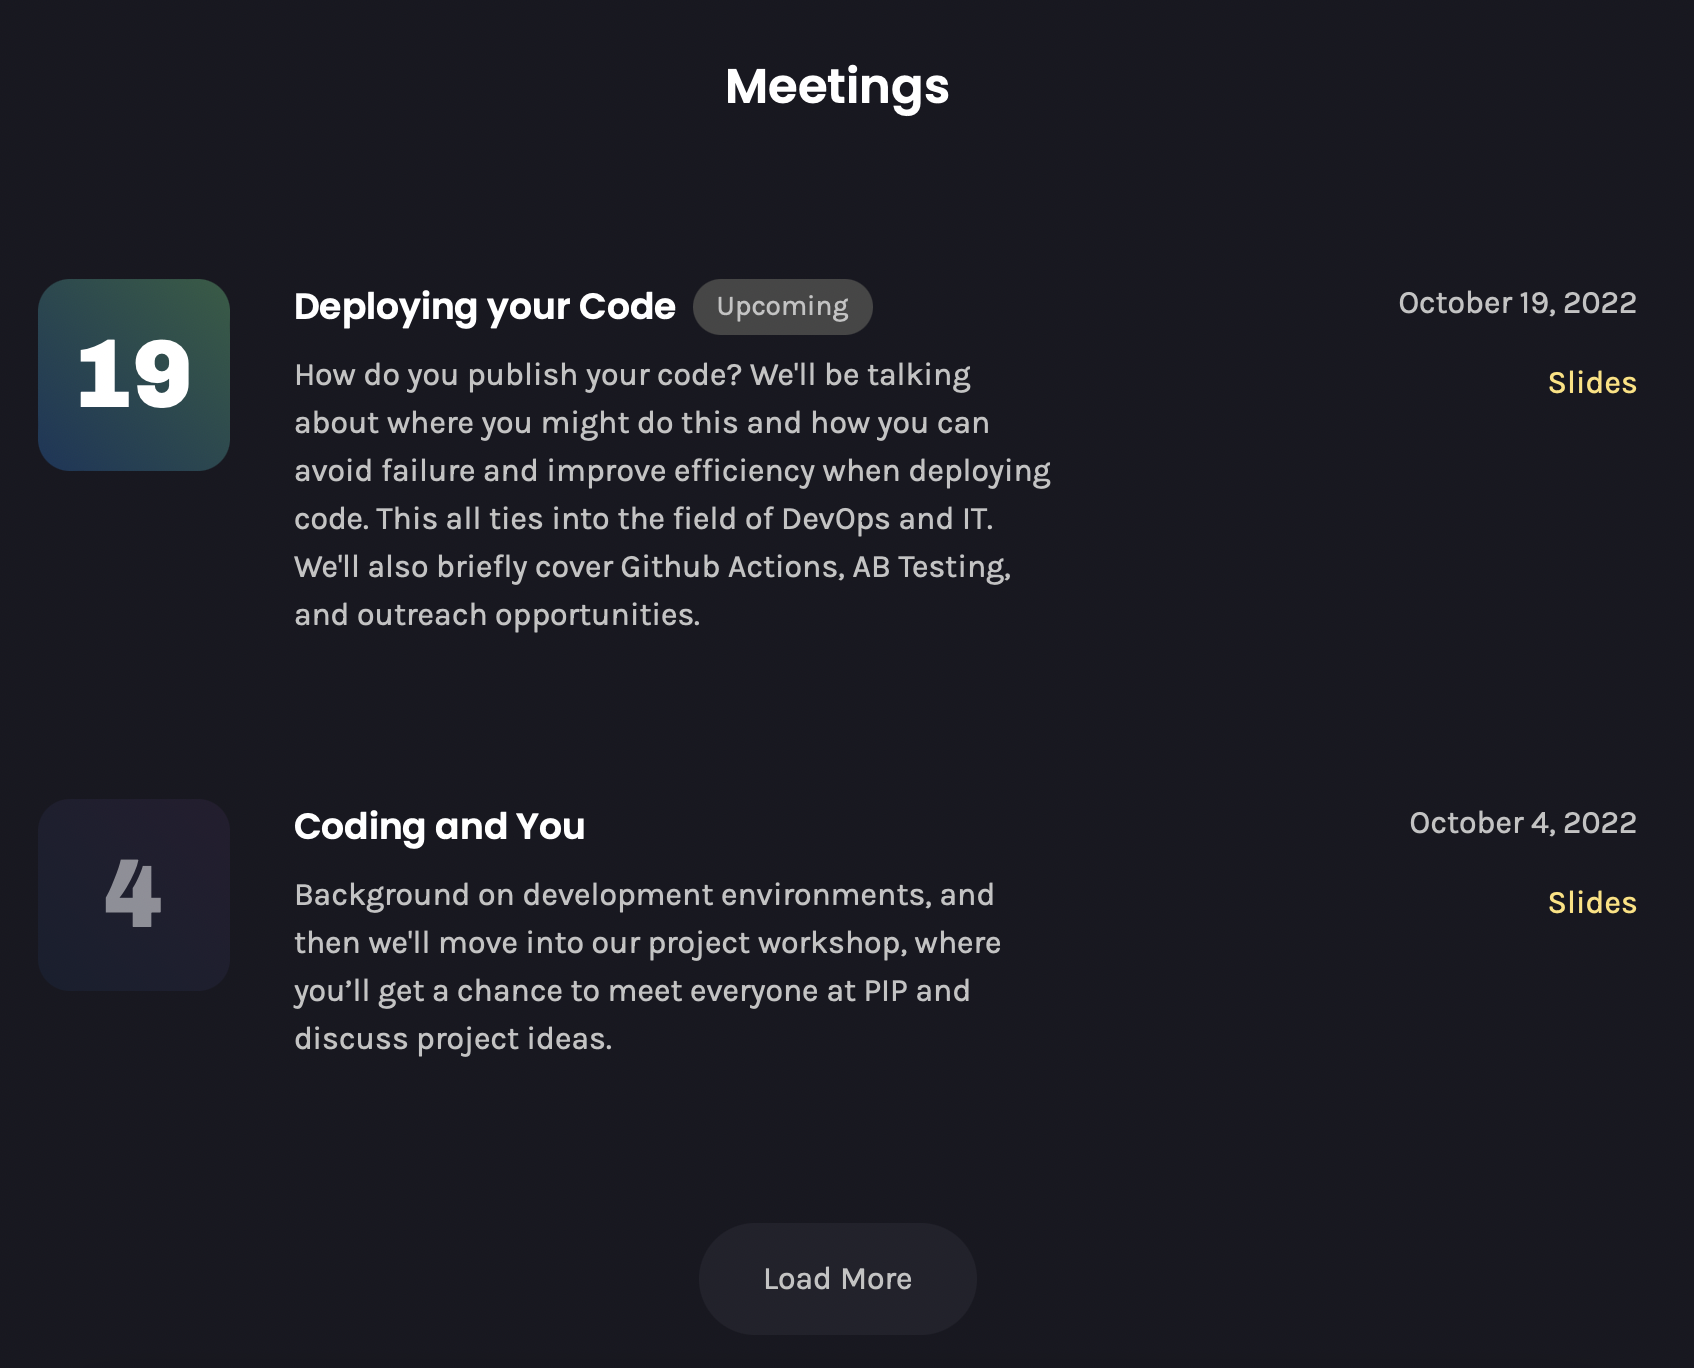 Meetings
19
Deploying your Code
Upcoming
October 19, 2022
Slides
How do you publish your code? We'll be talking
about where you might do this and how you can
avoid failure and improve efficiency when deploying
code. This all ties into the field of DevOps and IT.
We'll also briefly cover Github Actions, AB Testing,
and outreach opportunities.
4
Coding and You
October 4, 2022
Slides
Background on development environments, and
then we'll move into our project workshop, where
you’ll get a chance to meet everyone at PIP and
discuss project ideas.
Load More